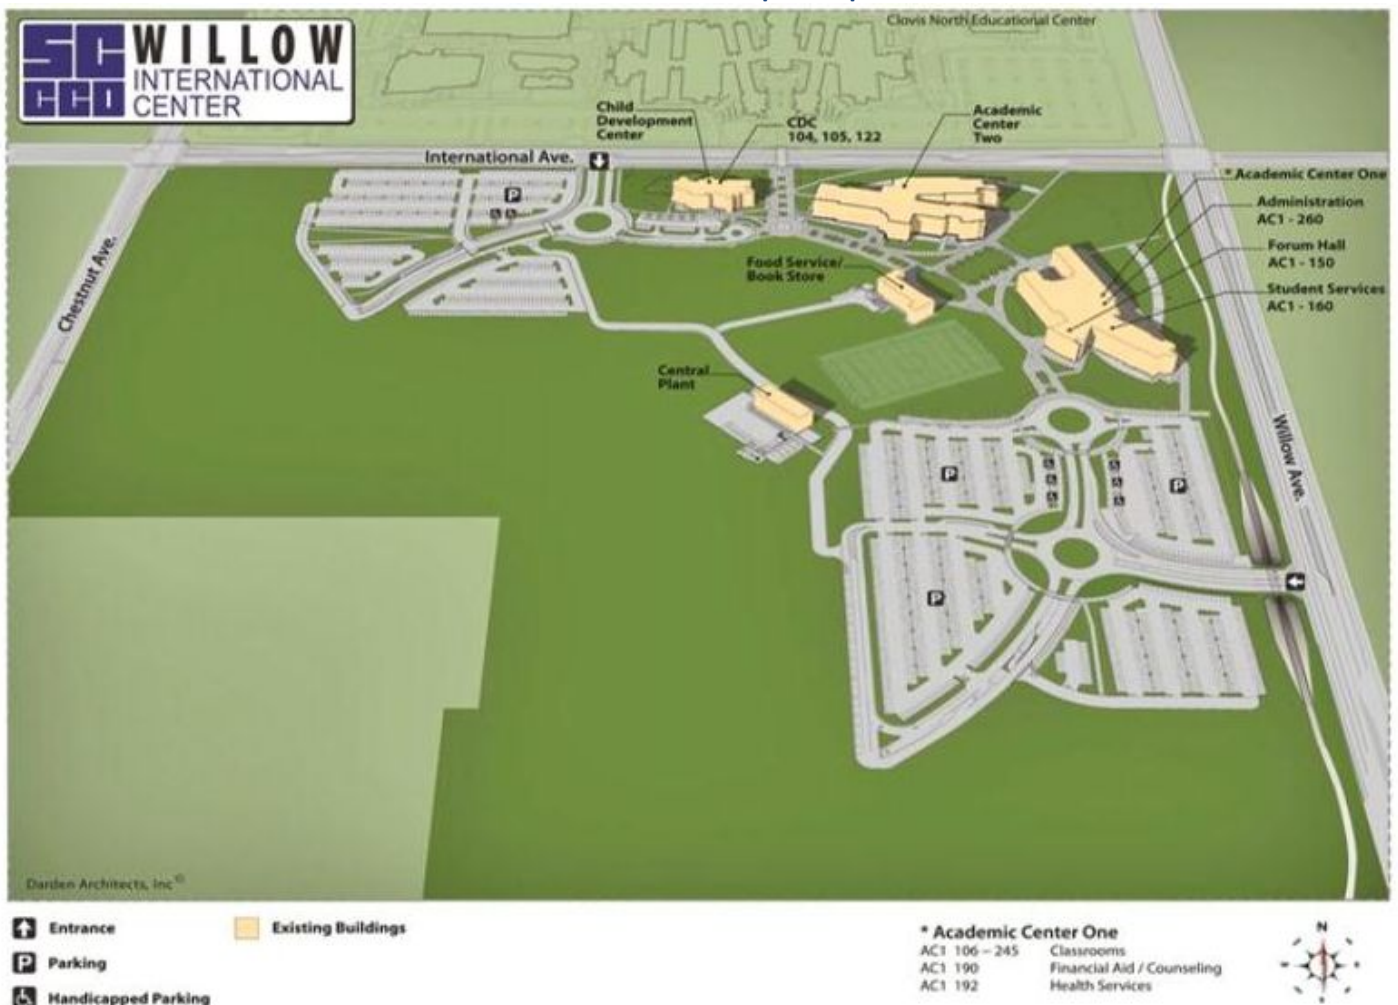 SC
CCD
WILLOW
INTERNATIONAL
CENTER
Clovis North Educational Center
Child
Development
Center
CDC
104, 105, 122
Academic
Center
Two
International Ave.
* Academic Center One
Administration
AC1 - 260
Forum Hall
AC1 - 150
Student Services
AC1 - 160
Food Service/
Book Store
Chestnut Ave.
Central
Plant
Willow Ave.
P
P
P
P
Darden Architects, Inc©
Entrance
Existing Buildings
P Parking
Handicapped Parking
* Academic Center One
AC1 106 – 245 Classrooms
AC1 190 Financial Aid / Counseling
AC1 192 Health Services
N